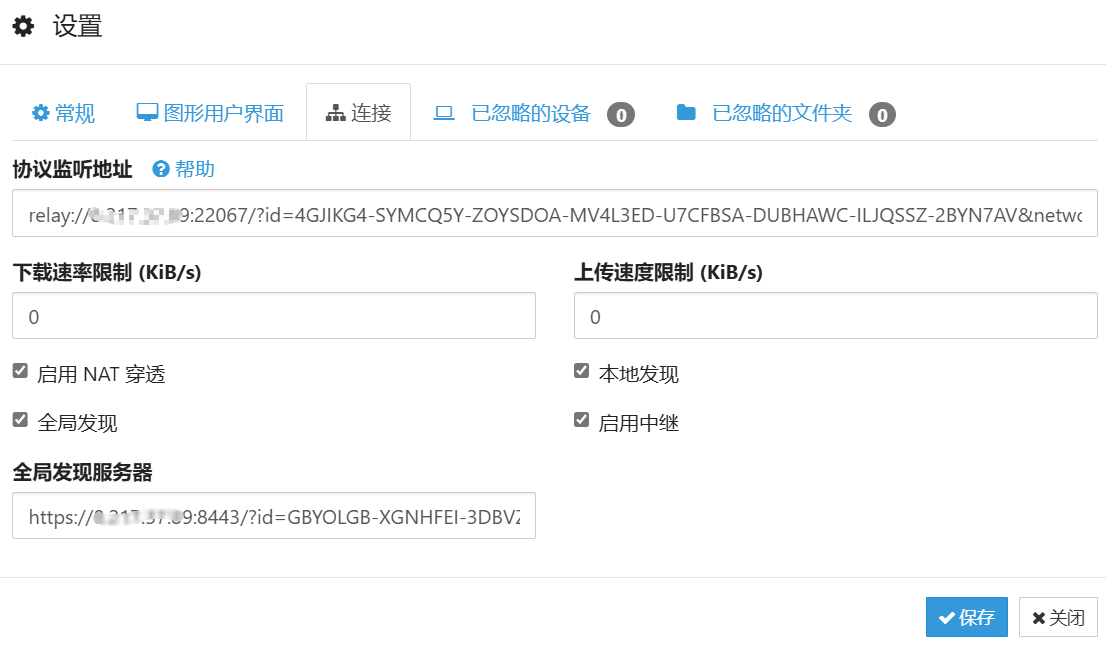 设置
常规 图形用户界面 连接 已忽略的设备 0 已忽略的文件夹 0
协议监听地址 帮助
relay:// 9:22067/?id=4GJIKG4-SYMCQ5Y-ZOYSDOA-MV4L3ED-U7CFBSA-DUBHAWC-ILJQSSZ-2BYN7AV&netwo
下载速率限制 (KiB/s) 上传速度限制 (KiB/s)
0 0
启用 NAT 穿透 本地发现
全局发现 启用中继
全局发现服务器
https:// 9:8443/?id=GBYOLGB-XGNHFEI-3DBVZ
保存 关闭